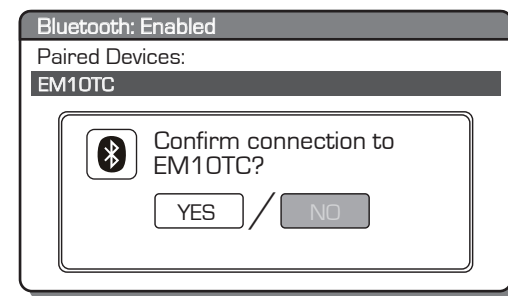 Bluetooth: Enabled
Paired Devices:
EM10TC
Confirm connection to
EM10TC?
YES / NO